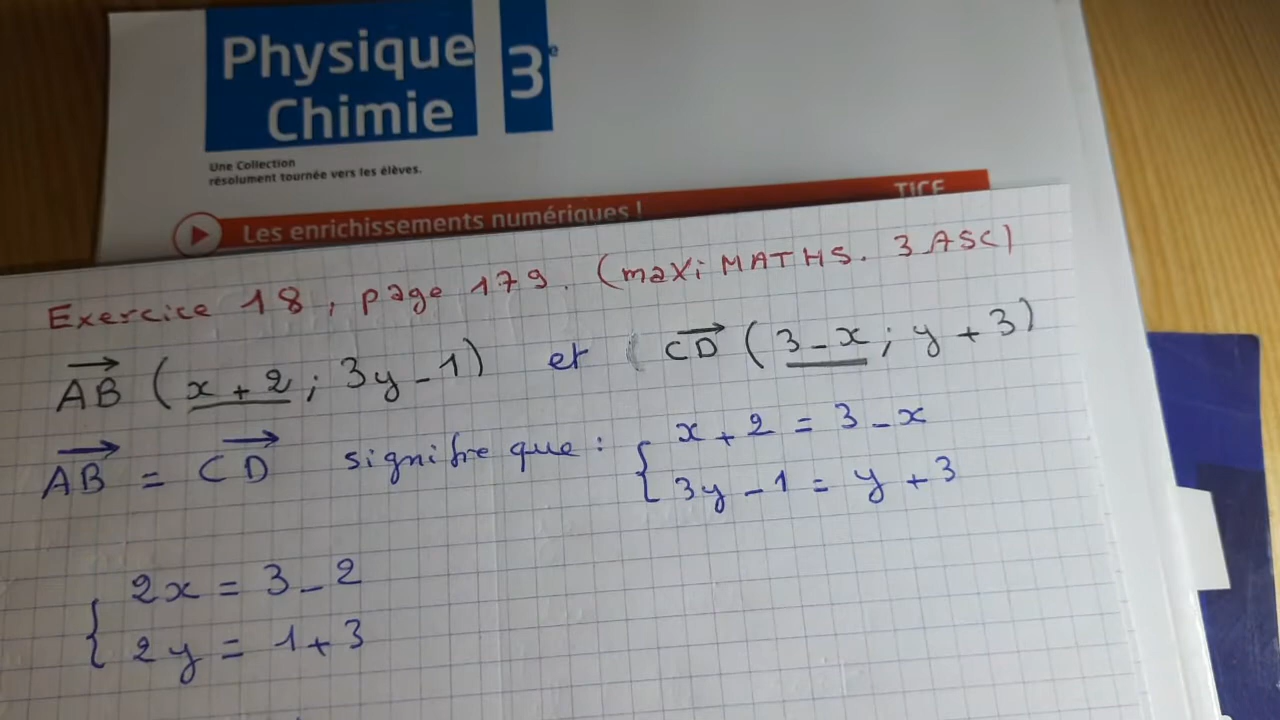 Physique 3e
Chimie
Une Collection
résolument tournée vers les élèves.
TICE
Les enrichissements numériques !
Exercice 18, page 179. (maxi MATHS. 3 ASC)
AB (x + 2 ; 3y - 1) et CD (3 - x ; y + 3)
AB = CD signifie que : { x + 2 = 3 - x
3y - 1 = y + 3
{ 2x = 3 - 2
2y = 1 + 3